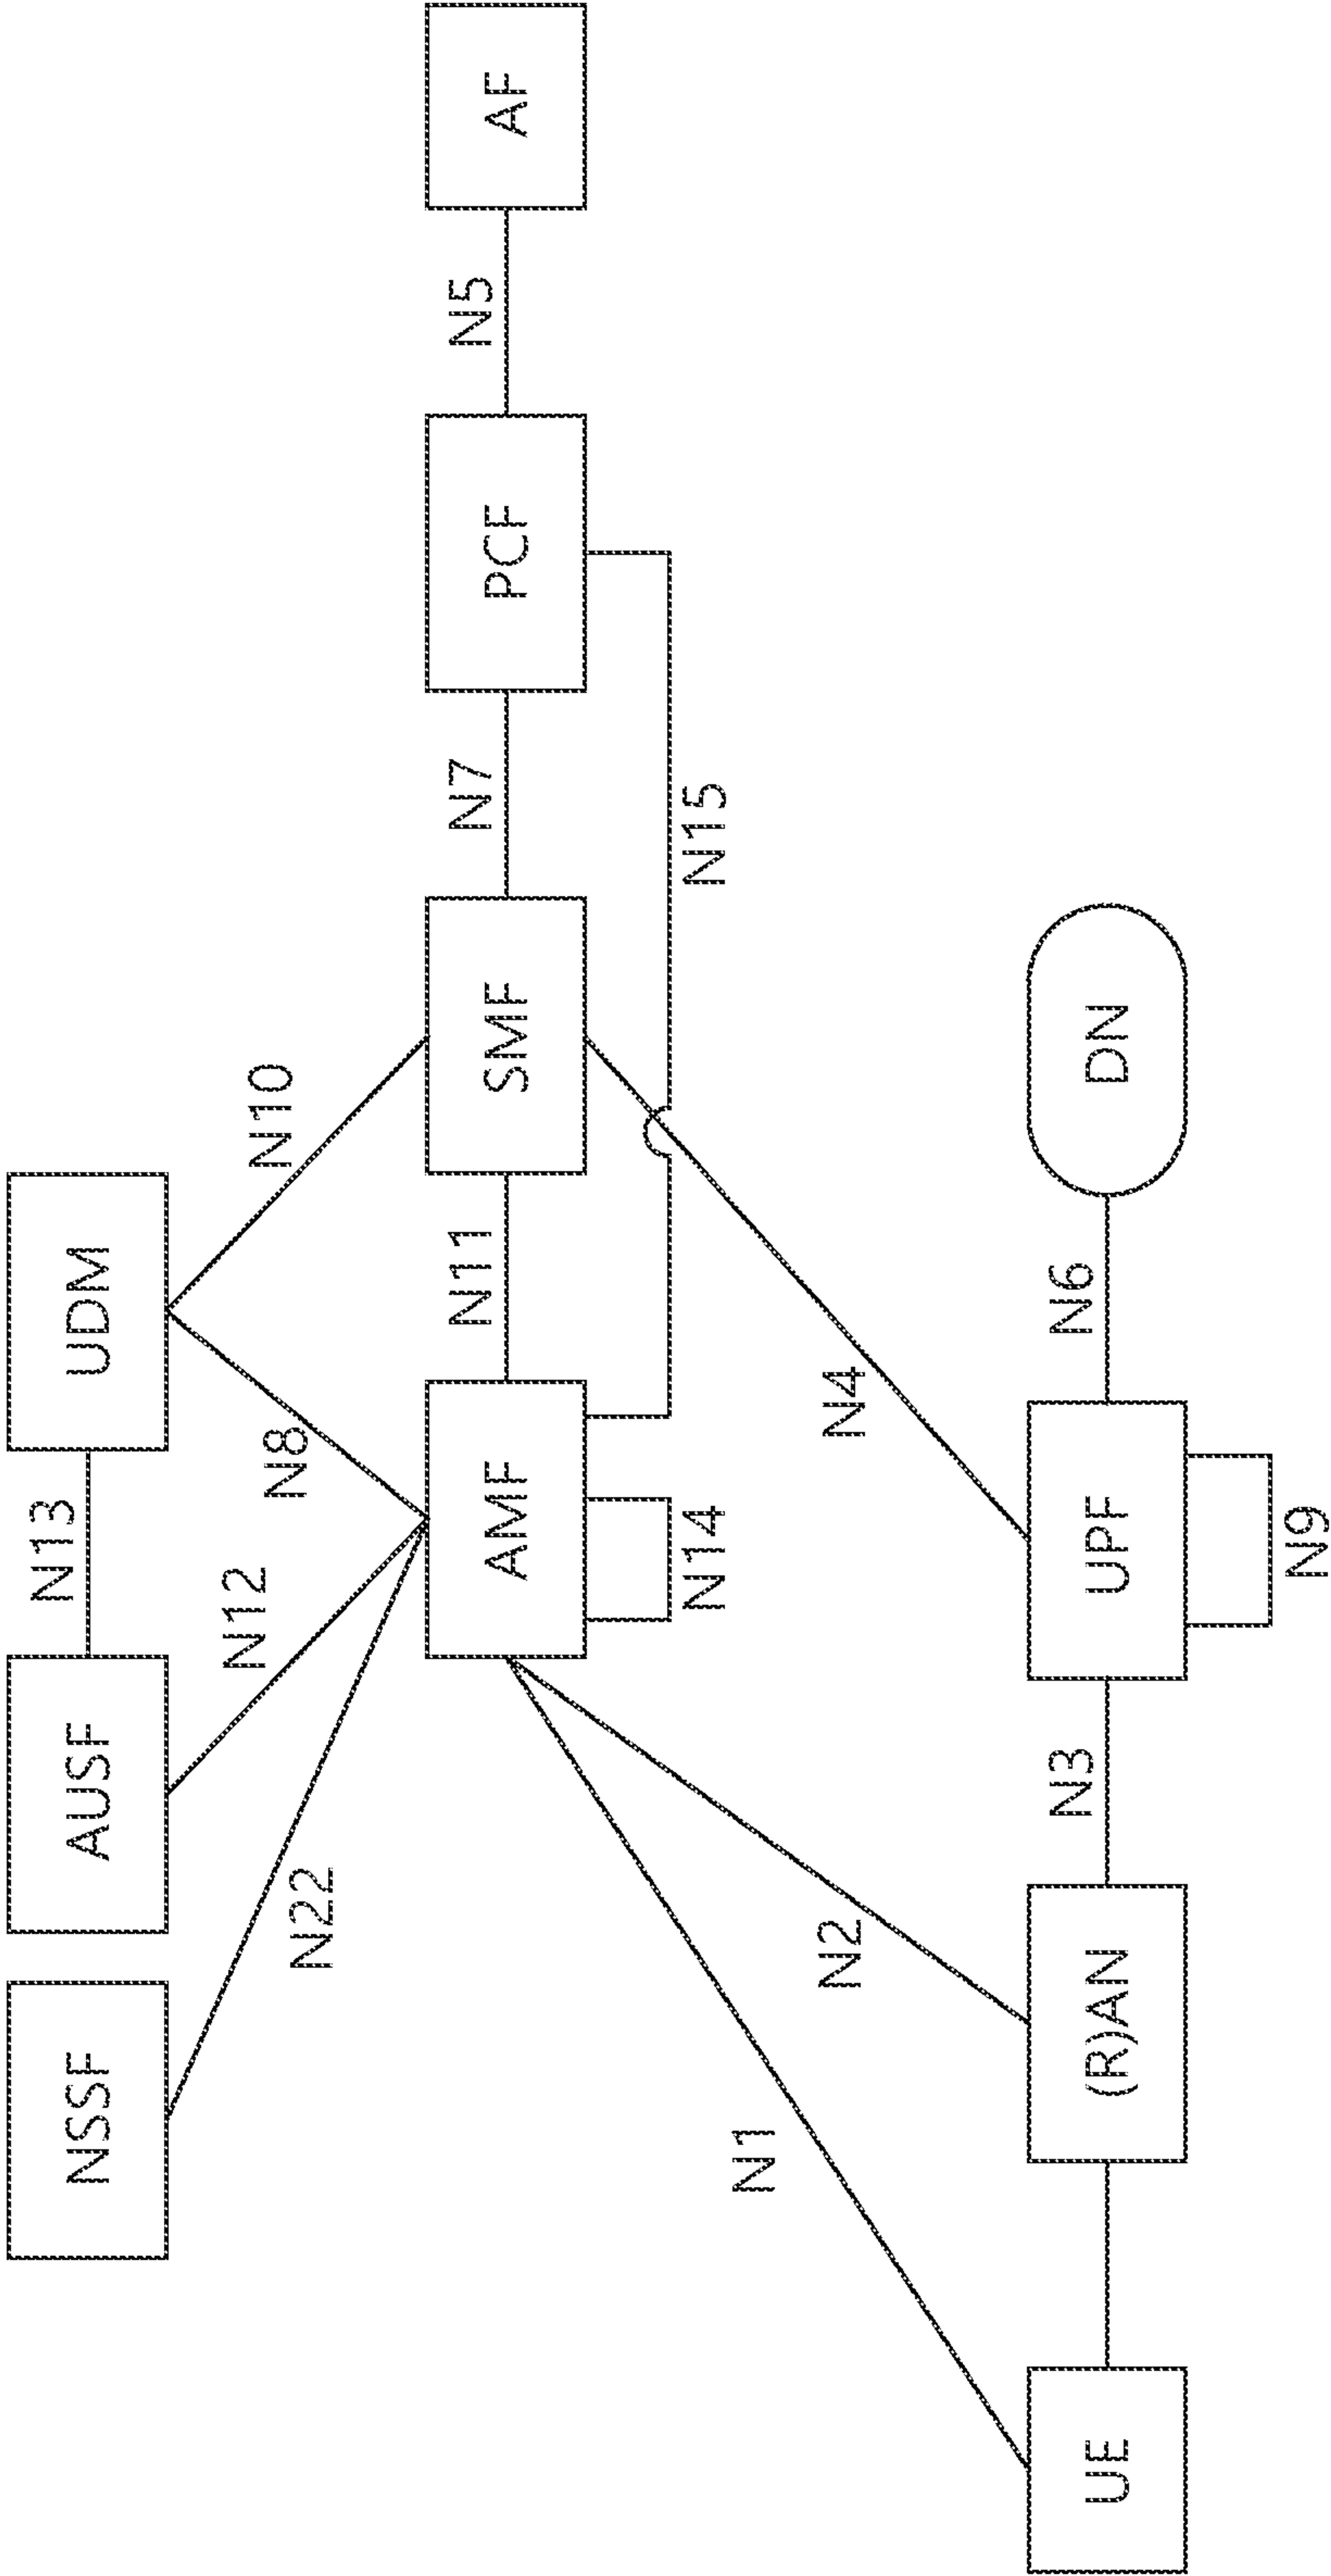 NSSF
AUSF
N13
UDM
N22
N12
N8
N10
AMF
N11
SMF
N7
PCF
N5
AF
N14
N15
N1
N2
N4
UE
(R)AN
N3
UPF
N6
DN
N9